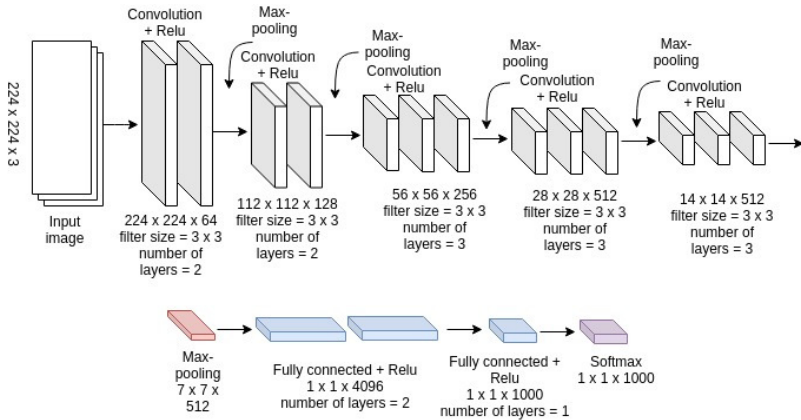 224 x 224 x 3
Input
image
Convolution
+ Relu
224 x 224 x 64
filter size = 3 x 3
number of
layers = 2
Max-
pooling
Convolution
+ Relu
112 x 112 x 128
filter size = 3 x 3
number of
layers = 2
Max-
pooling
Convolution
+ Relu
56 x 56 x 256
filter size = 3 x 3
number of
layers = 3
Max-
pooling
Convolution
+ Relu
28 x 28 x 512
filter size = 3 x 3
number of
layers = 3
Max-
pooling
Convolution
+ Relu
14 x 14 x 512
filter size = 3 x 3
number of
layers = 3
Max-
pooling
7 x 7 x
512
Fully connected + Relu
1 x 1 x 4096
number of layers = 2
Fully connected +
Relu
1 x 1 x 1000
number of layers = 1
Softmax
1 x 1 x 1000